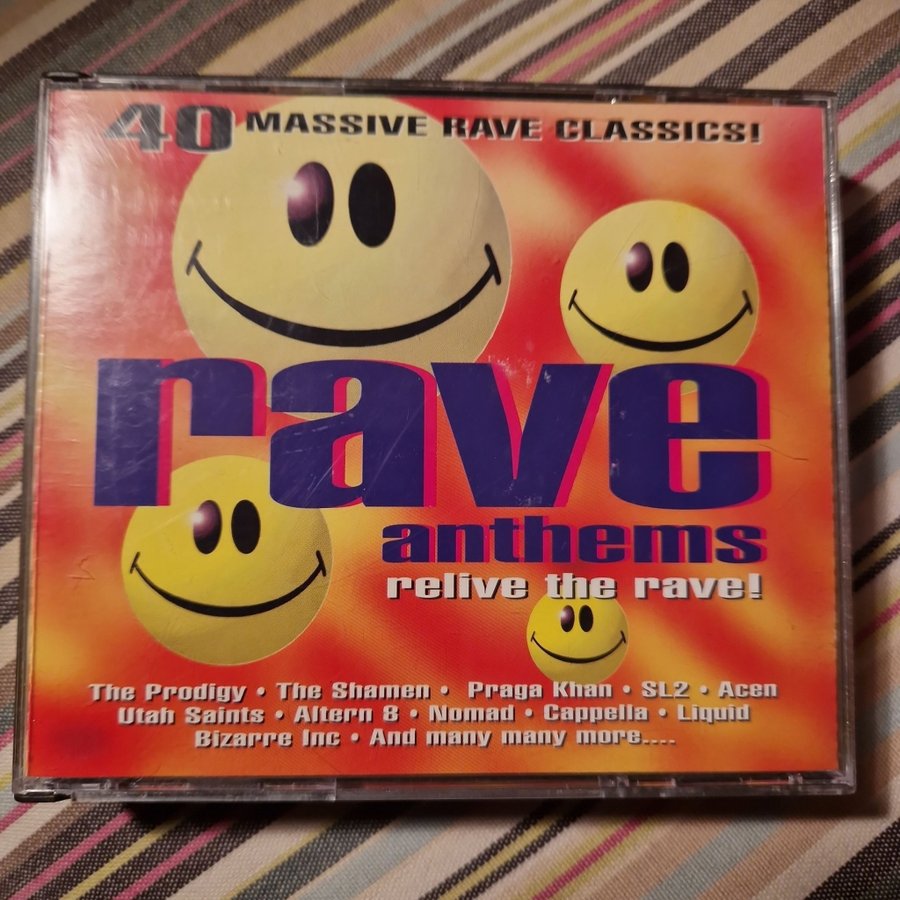 40 MASSIVE RAVE CLASSICS!
rave
anthems
relive the rave!
The Prodigy • The Shamen • Praga Khan • SL2 • Acen
Utah Saints • Altern 8 • Nomad • Cappella • Liquid
Bizarre Inc • And many many more....